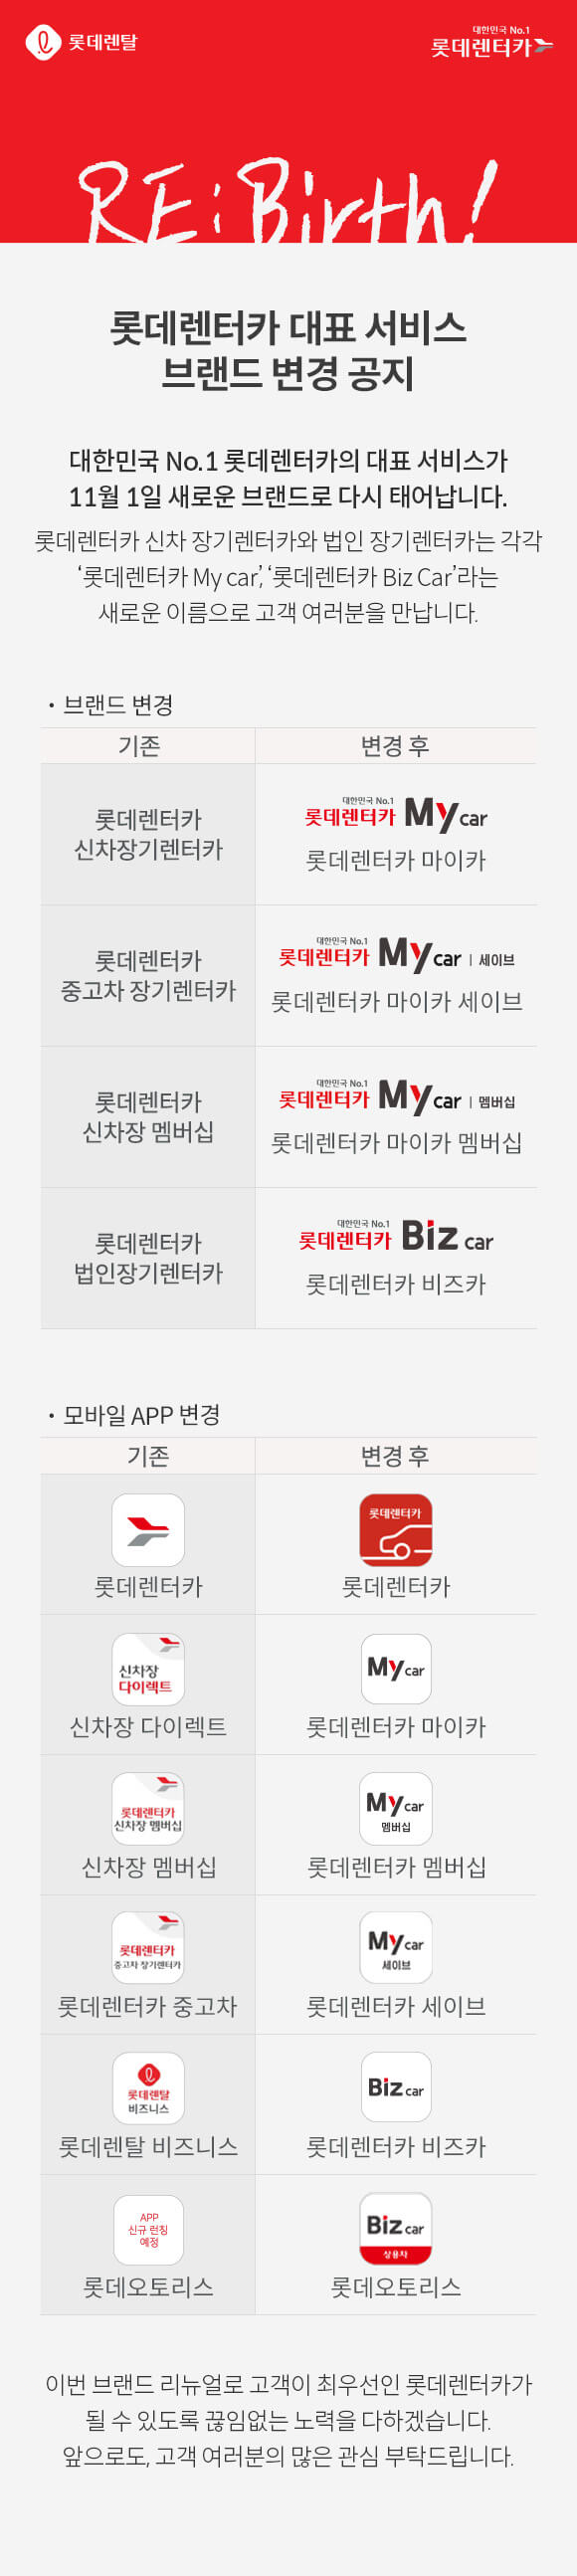 롯데렌탈
대한민국 No.1
롯데렌터카
RE:Birth!
롯데렌터카 대표 서비스
브랜드 변경 공지
대한민국 No.1 롯데렌터카의 대표 서비스가
11월 1일 새로운 브랜드로 다시 태어납니다.
롯데렌터카 신차 장기렌터카와 법인 장기렌터카는 각각
‘롯데렌터카 My car’, ‘롯데렌터카 Biz Car’라는
새로운 이름으로 고객 여러분을 만납니다.
• 브랜드 변경
기존 변경 후
롯데렌터카
신차장기렌터카
대한민국 No.1
롯데렌터카 My car
롯데렌터카 마이카
롯데렌터카
중고차 장기렌터카
대한민국 No.1
롯데렌터카 My car | 세이브
롯데렌터카 마이카 세이브
롯데렌터카
신차장 멤버십
대한민국 No.1
롯데렌터카 My car | 멤버십
롯데렌터카 마이카 멤버십
롯데렌터카
법인장기렌터카
대한민국 No.1
롯데렌터카 Biz car
롯데렌터카 비즈카
• 모바일 APP 변경
기존 변경 후
롯데렌터카
롯데렌터카
롯데렌터카
신차장
다이렉트
신차장 다이렉트
My car
롯데렌터카 마이카
롯데렌터카
신차장 멤버십
신차장 멤버십
My car
멤버십
롯데렌터카 멤버십
롯데렌터카
중고차 장기렌터카
롯데렌터카 중고차
My car
세이브
롯데렌터카 세이브
롯데렌탈
비즈니스
롯데렌탈 비즈니스
Biz car
롯데렌터카 비즈카
APP
신규 런칭
예정
롯데오토리스
Biz car
상용차
롯데오토리스
이번 브랜드 리뉴얼로 고객이 최우선인 롯데렌터카가
될 수 있도록 끊임없는 노력을 다하겠습니다.
앞으로도, 고객 여러분의 많은 관심 부탁드립니다.